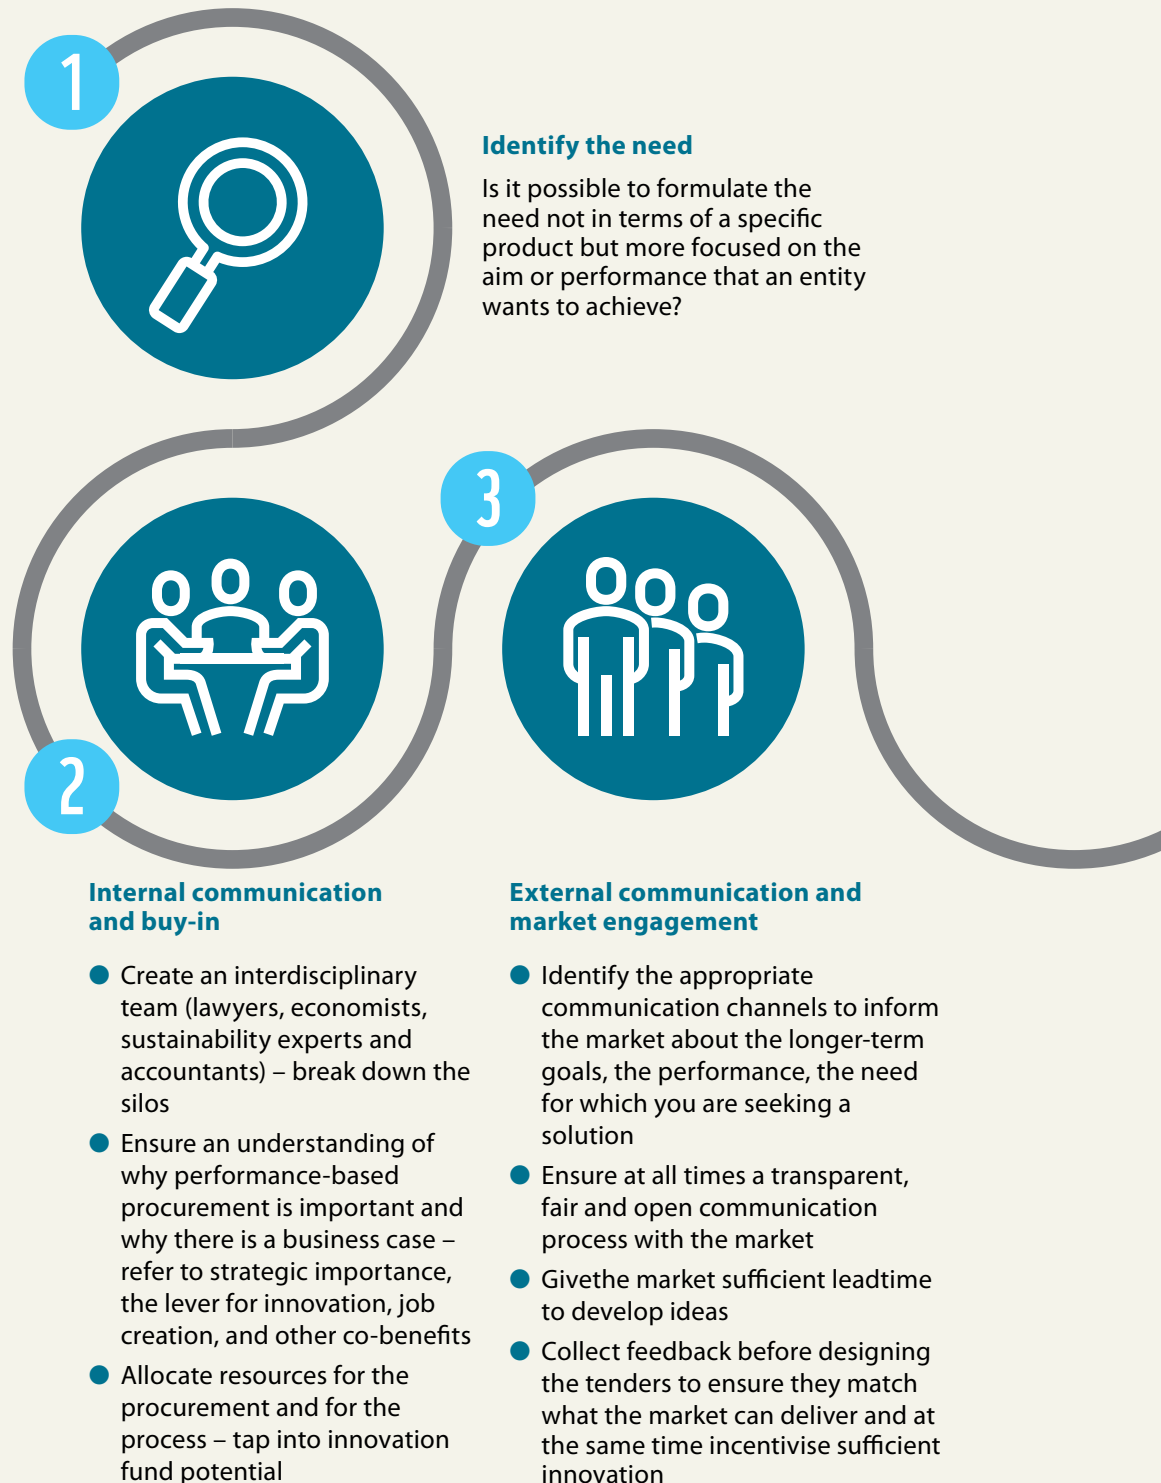 1
Identify the need
Is it possible to formulate the
need not in terms of a specific
product but more focused on the
aim or performance that an entity
wants to achieve?
2
Internal communication
and buy-in
● Create an interdisciplinary
team (lawyers, economists,
sustainability experts and
accountants) – break down the
silos
● Ensure an understanding of
why performance-based
procurement is important and
why there is a business case –
refer to strategic importance,
the lever for innovation, job
creation, and other co-benefits
● Allocate resources for the
procurement and for the
process – tap into innovation
fund potential
3
External communication and
market engagement
● Identify the appropriate
communication channels to inform
the market about the longer-term
goals, the performance, the need
for which you are seeking a
solution
● Ensure at all times a transparent,
fair and open communication
process with the market
● Givethe market sufficient leadtime
to develop ideas
● Collect feedback before designing
the tenders to ensure they match
what the market can deliver and at
the same time incentivise sufficient
innovation